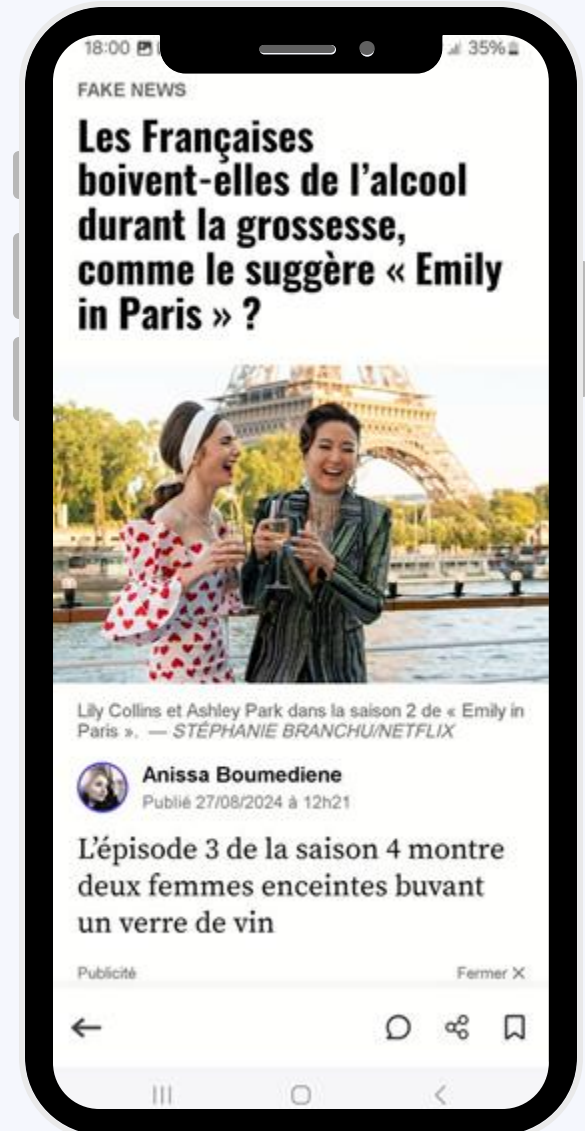 18:00
35%
FAKE NEWS
Les Françaises
boivent-elles de l’alcool
durant la grossesse,
comme le suggère « Emily
in Paris » ?
Lily Collins et Ashley Park dans la saison 2 de « Emily in
Paris ». — STÉPHANIE BRANCHU/NETFLIX
Anissa Boumediene
Publié 27/08/2024 à 12h21
L’épisode 3 de la saison 4 montre
deux femmes enceintes buvant
un verre de vin
Publicité
Fermer X